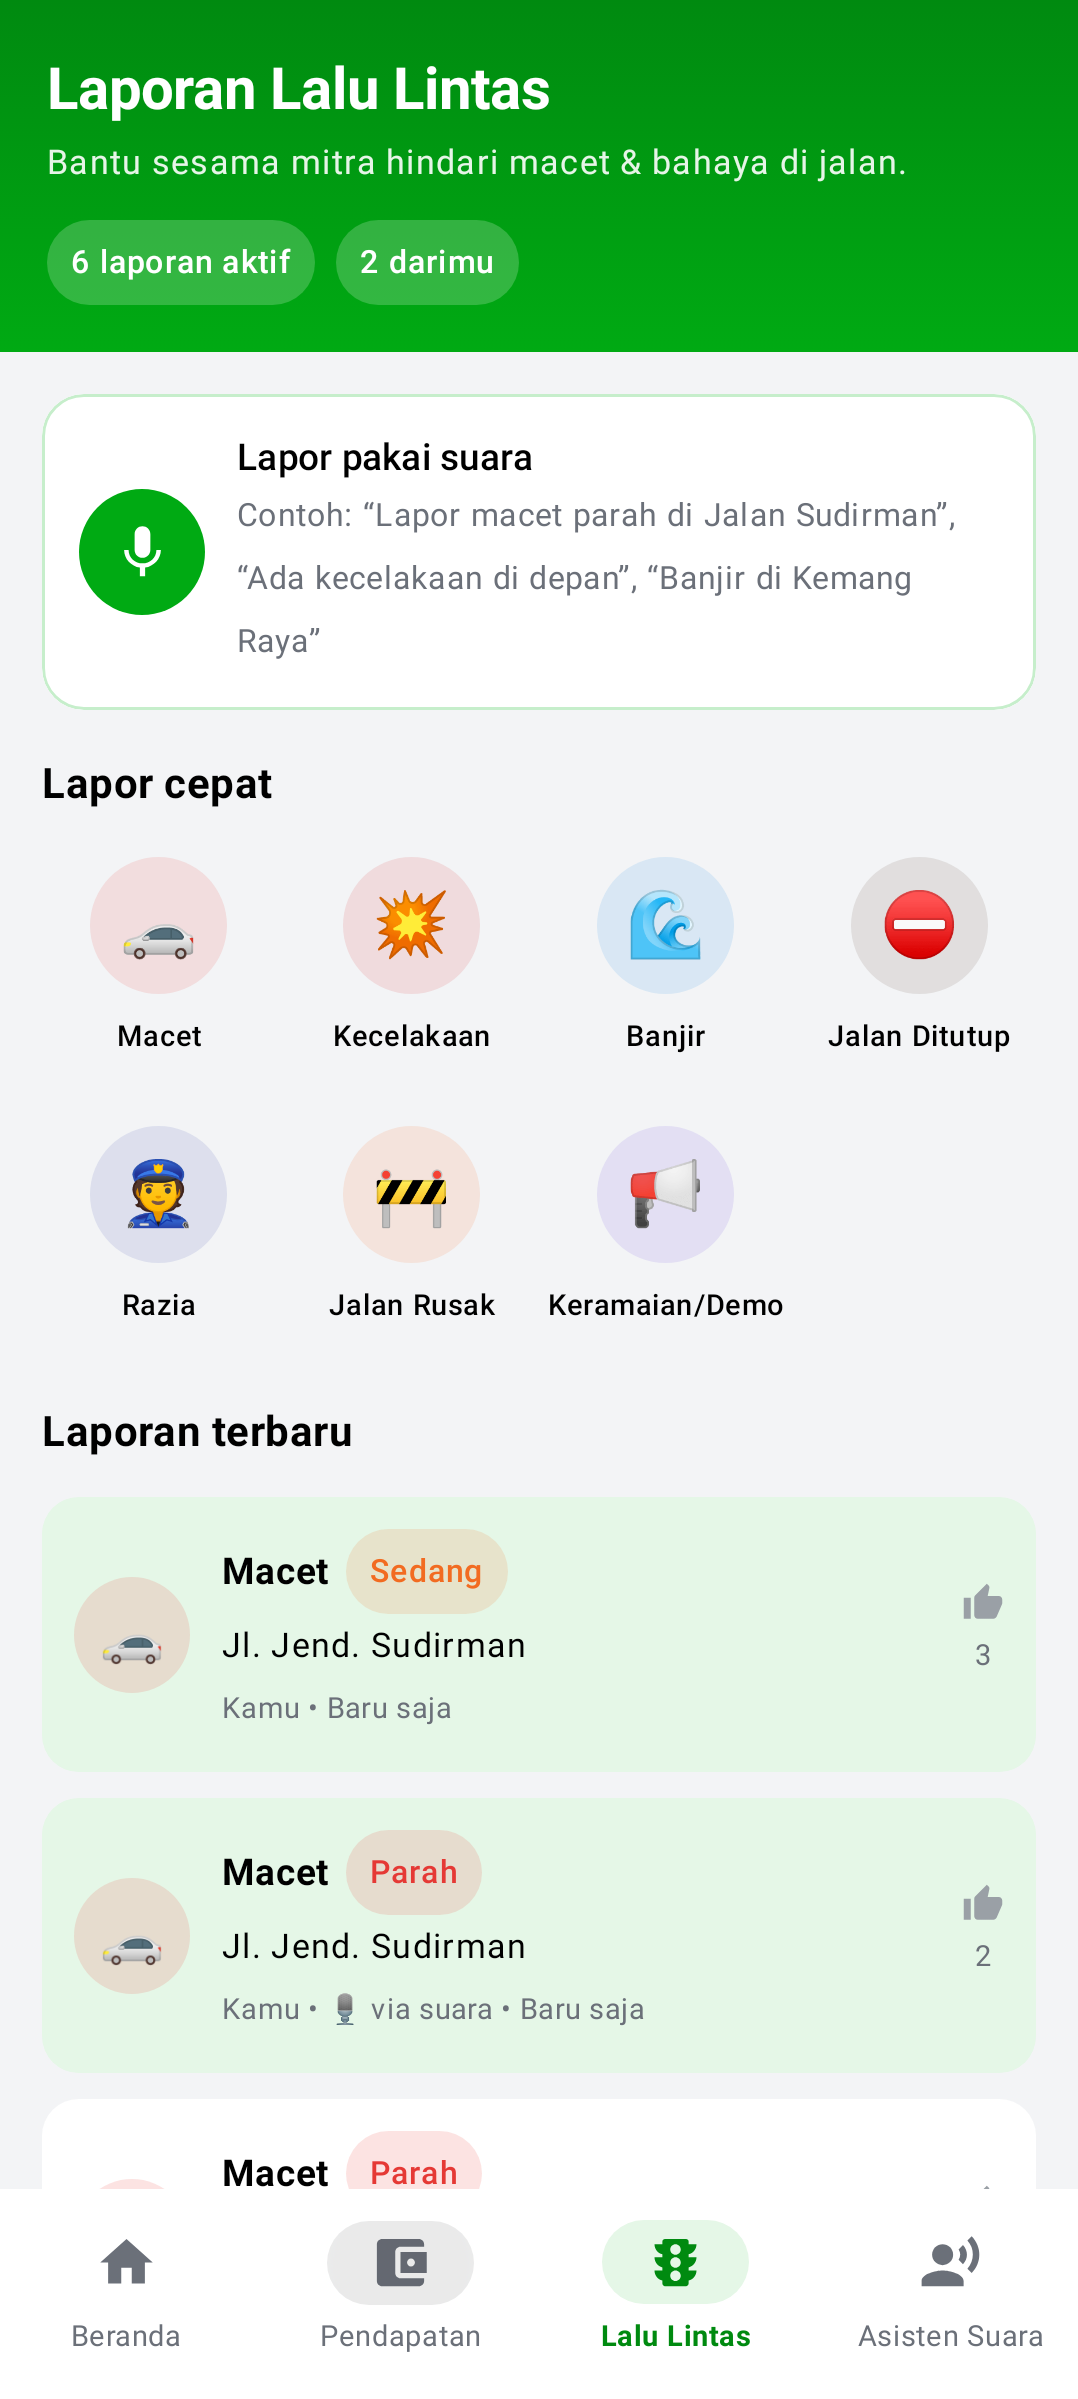 Laporan Lalu Lintas
Bantu sesama mitra hindari macet & bahaya di jalan.
6 laporan aktif
2 darimu
Lapor pakai suara
Contoh: “Lapor macet parah di Jalan Sudirman”,
“Ada kecelakaan di depan”, “Banjir di Kemang
Raya”
Lapor cepat
Macet
Kecelakaan
Banjir
Jalan Ditutup
Razia
Jalan Rusak
Keramaian/Demo
Laporan terbaru
Macet
Sedang
Jl. Jend. Sudirman
Kamu • Baru saja
3
Macet
Parah
Jl. Jend. Sudirman
Kamu • 🎙️ via suara • Baru saja
2
Macet
Parah
Beranda
Pendapatan
Lalu Lintas
Asisten Suara